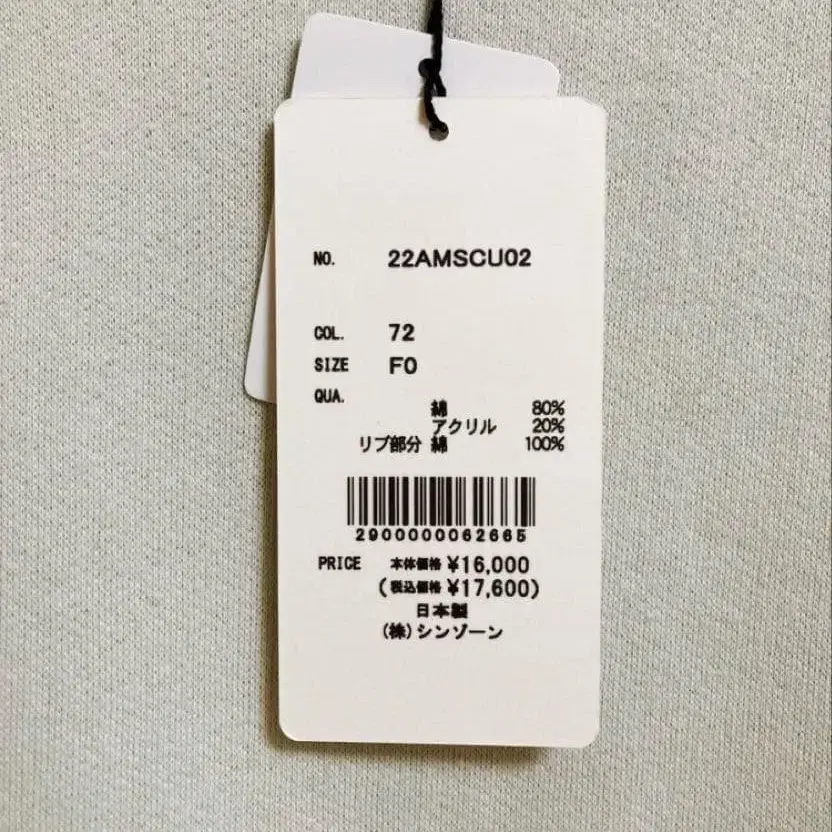 NO. 22AMSCU02
COL. 72
SIZE F0
QUA.
綿 80%
アクリル 20%
リブ部分 綿 100%
2900000062665
PRICE 本体価格 ¥16,000
(税込価格 ¥17,600)
日本製
(株)シンゾーン